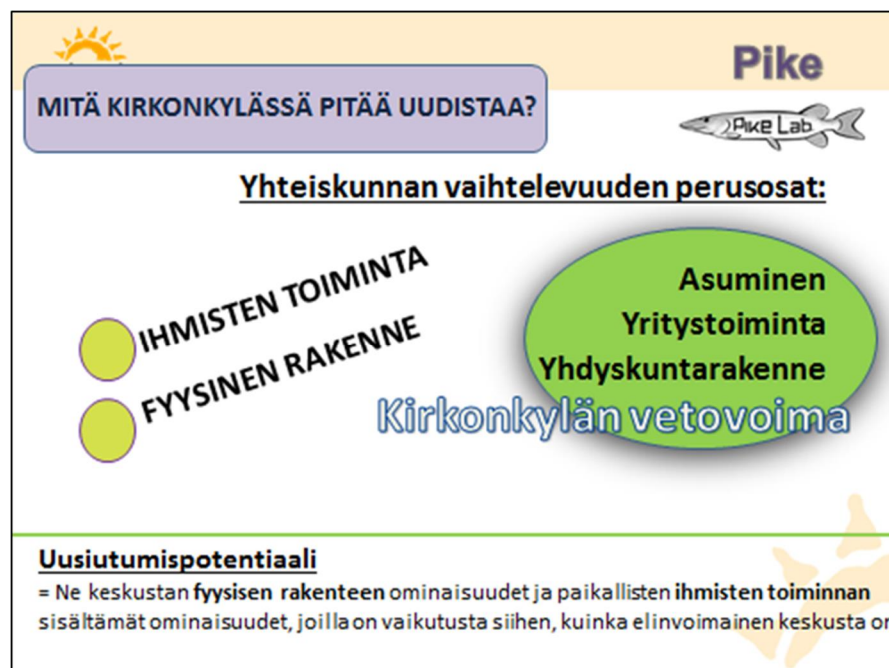 Pike
MITÄ KIRKONKYLÄSSÄ PITÄÄ UUDISTAA?
Pike Lab
Yhteiskunnan vaihtelevuuden perusosat:
IHMISTEN TOIMINTA
FYYSINEN RAKENNE
Asuminen
Yritystoiminta
Yhdyskuntarakenne
Kirkonkylän vetovoima
Uusiutumispotentiaali
= Ne keskustan fyysisen rakenteen ominaisuudet ja paikallisten ihmisten toiminnan
sisältämät ominaisuudet, joilla on vaikutusta siihen, kuinka elinvoimainen keskusta on